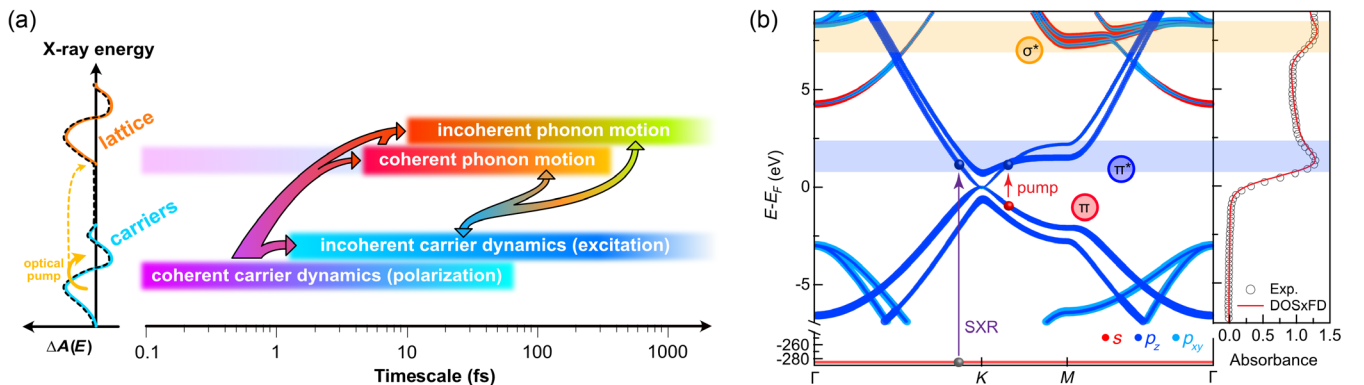 (a)
X-ray energy
lattice
carriers
optical
pump
ΔA(E)
incoherent phonon motion
coherent phonon motion
incoherent carrier dynamics (excitation)
coherent carrier dynamics (polarization)
0.1 1 10 100 1000
Timescale (fs)
(b)
E-E_F (eV)
5
0
-5
-260
-280
σ*
π*
π
pump
SXR
s p_z p_xy
Γ K M Γ
Exp.
DOSxFD
0.0 0.5 1.0 1.5
Absorbance